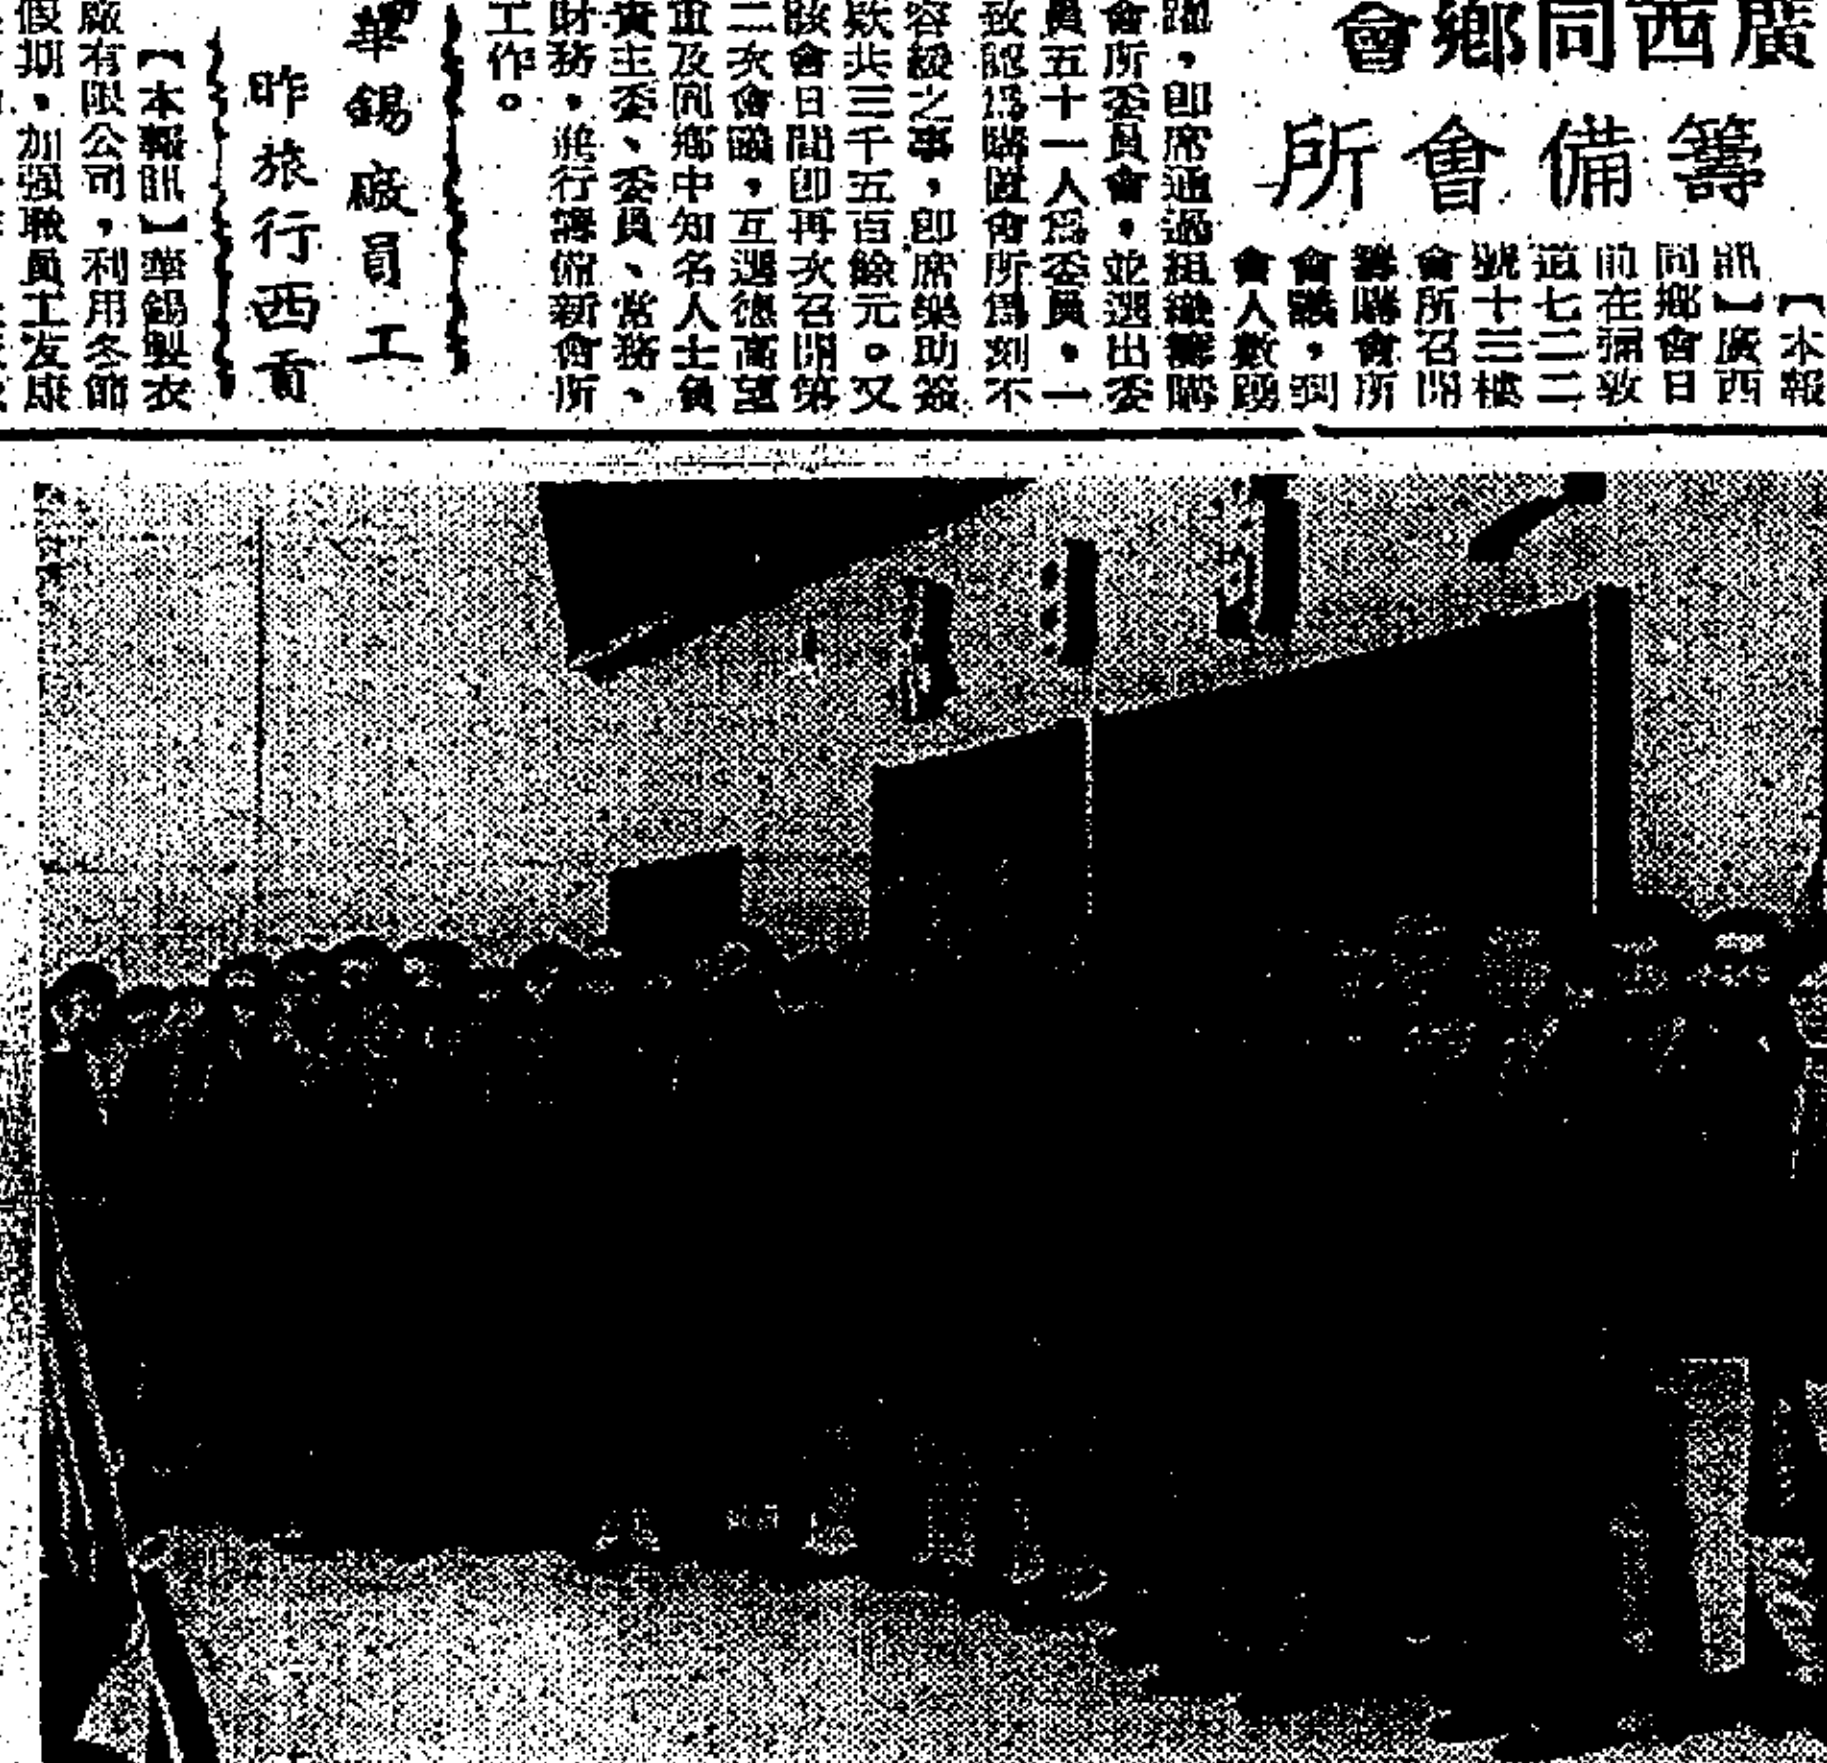 廣西同鄉會
籌備會所
【本報
訊】廣西
同鄉會日
前在彌敦
道七二二
號十三樓
會所召開
籌購會所
會議，到
會人數踴
躍，即席通過組織籌購
會所委員會，並選出委
員五十一人為委員，一
致認為購置會所為刻不
容緩之事，即席樂助簽
欵共三千五百餘元。又
該會日間即再次召開第
二次會議，互選德高望
重及同鄉中知名人士負
責主委、委員、常務、
財務，進行籌備新會所
工作。
華錫廠員工
昨旅行西貢
【本報訊】華錫製衣
廠有限公司，利用冬節
假期，加强職員工友康